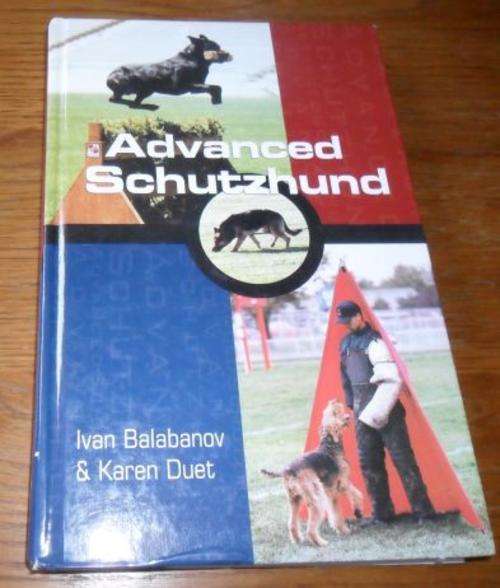 Advanced
Schutzhund
Ivan Balabanov
& Karen Duet